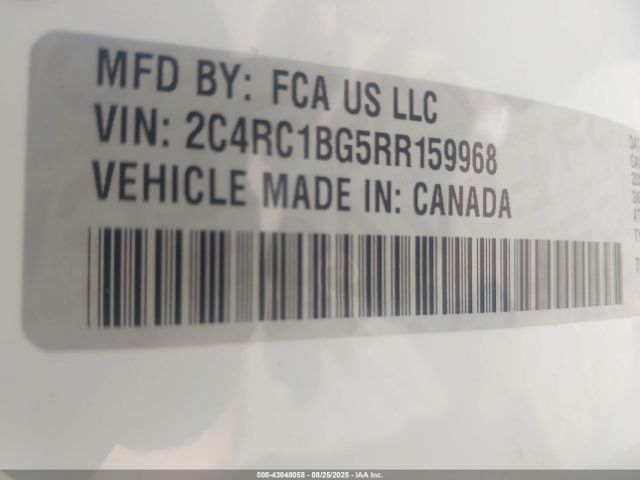 MFD BY: FCA US LLC
VIN: 2C4RC1BG5RR159968
VEHICLE MADE IN: CANADA
000-43048058 - 08/25/2025 - IAA Inc.